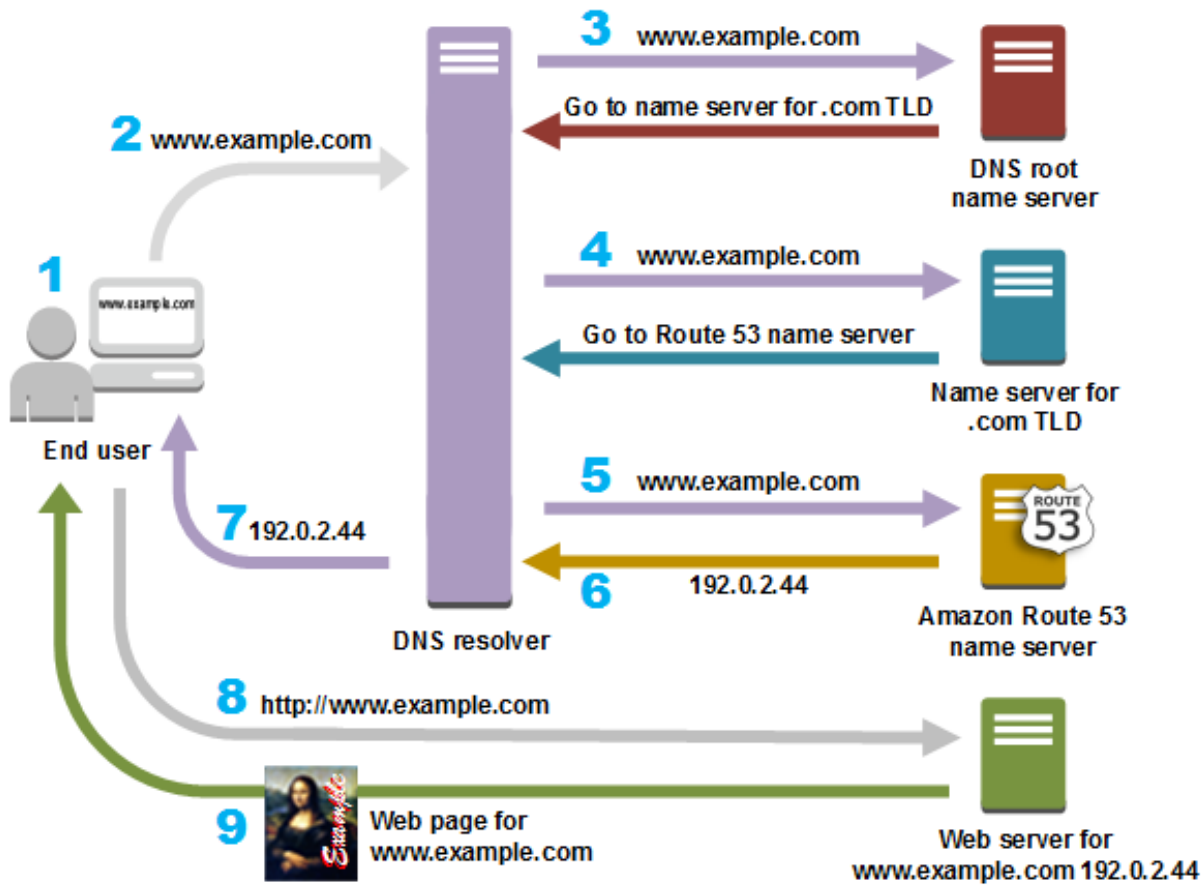 3 www.example.com
Go to name server for .com TLD
DNS root
name server
2 www.example.com
1
www.example.com
End user
4 www.example.com
Go to Route 53 name server
Name server for
.com TLD
5 www.example.com
ROUTE
53
6 192.0.2.44
Amazon Route 53
name server
7 192.0.2.44
DNS resolver
8 http://www.example.com
9
Example
Web page for
www.example.com
Web server for
www.example.com 192.0.2.44